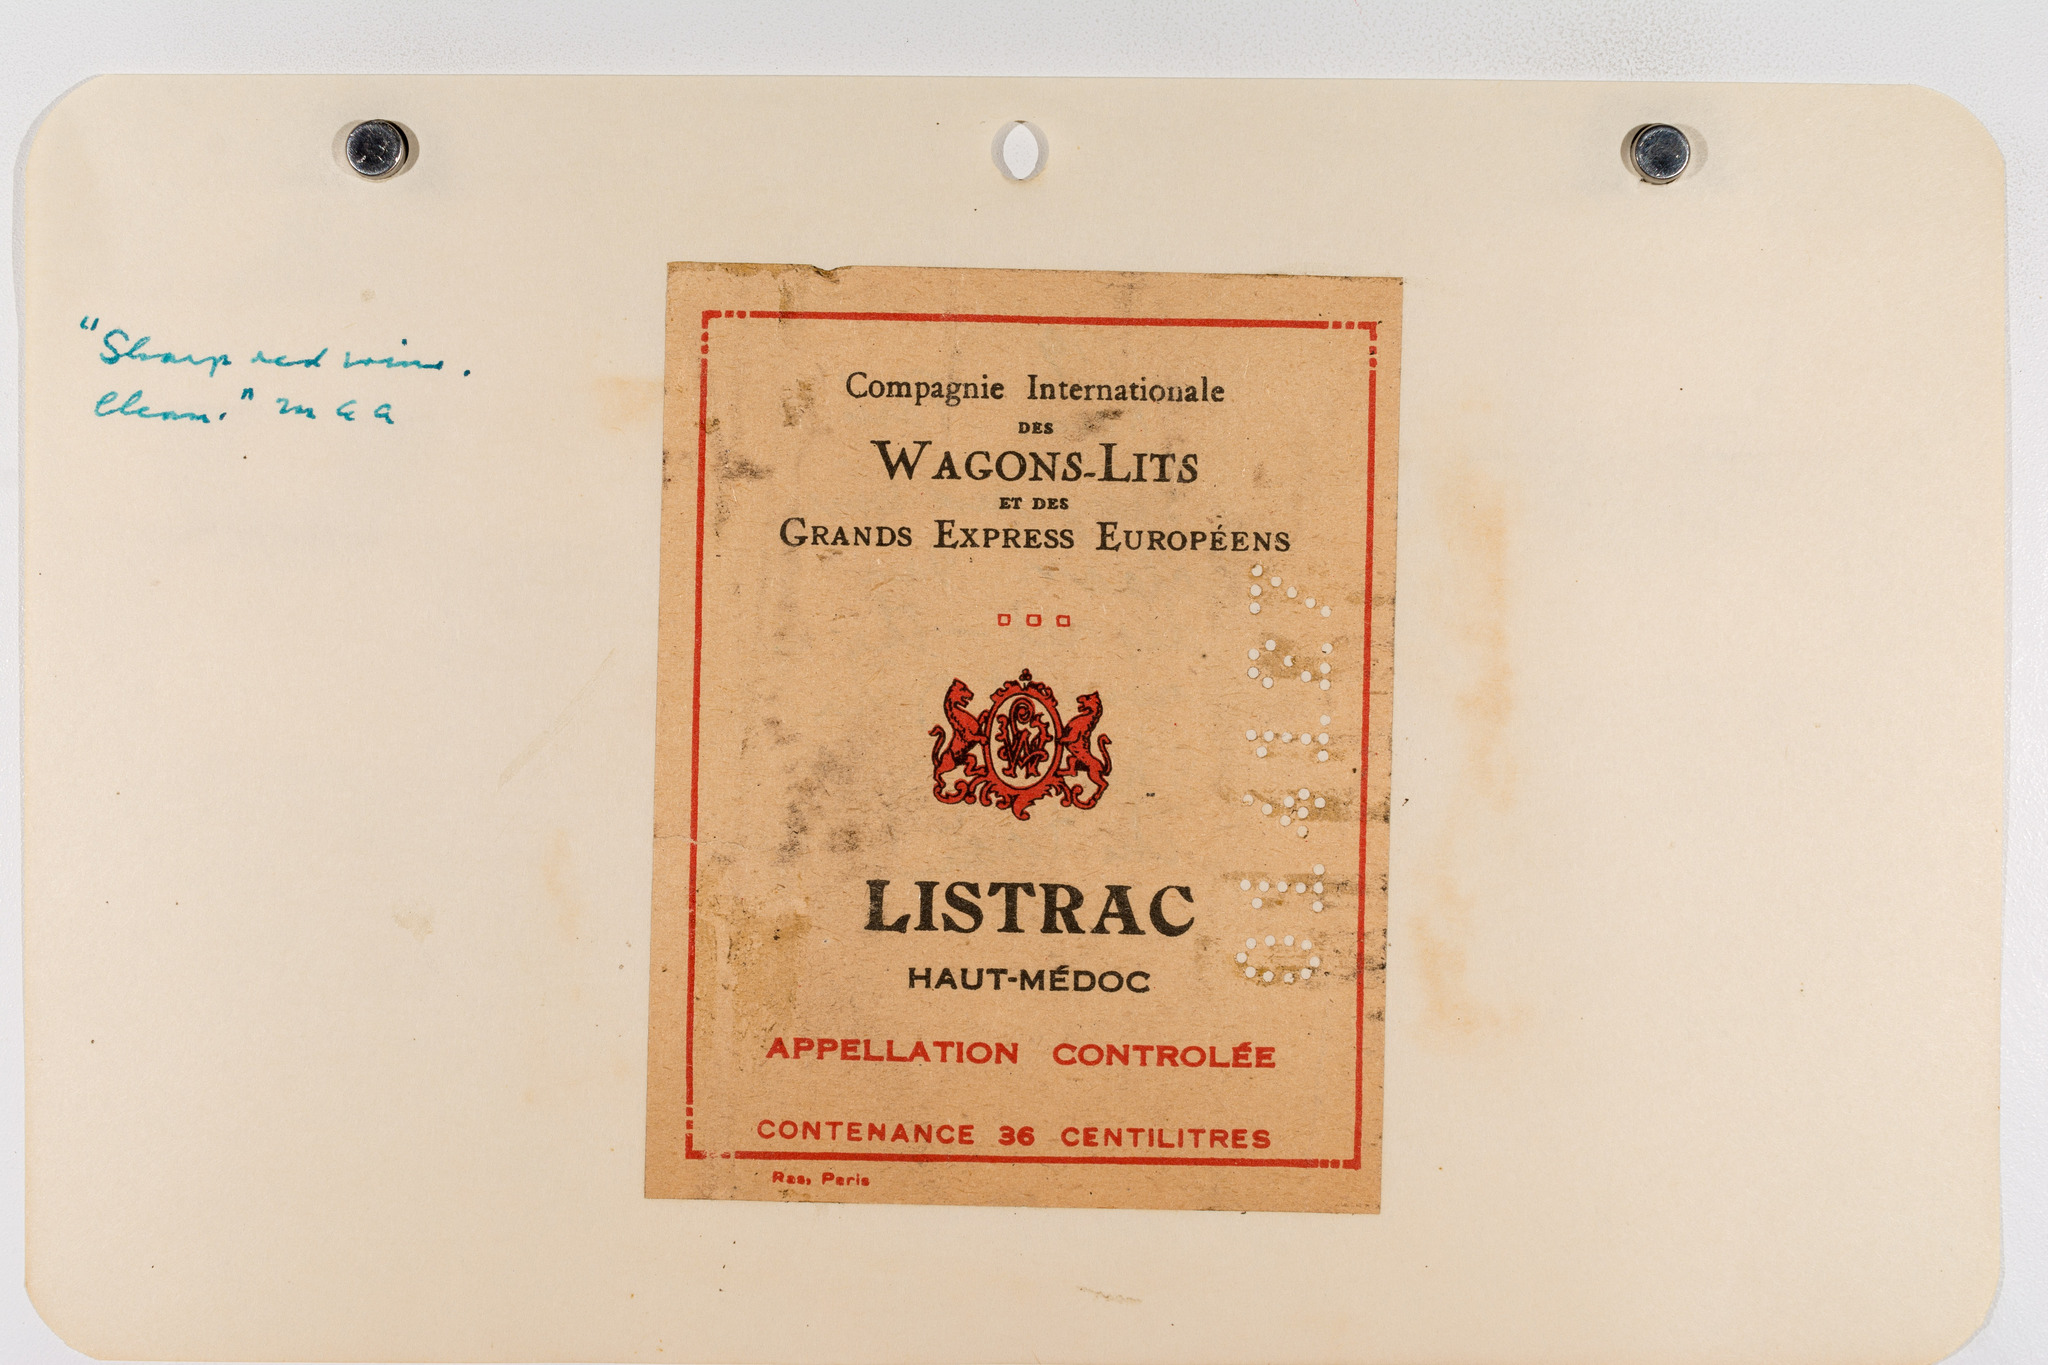 "Sharp red wine.
Clean." M & A
Compagnie Internationale
DES
WAGONS-LITS
ET DES
GRANDS EXPRESS EUROPÉENS
LISTRAC
HAUT-MÉDOC
APPELLATION CONTROLÉE
CONTENANCE 36 CENTILITRES
Ras, Paris